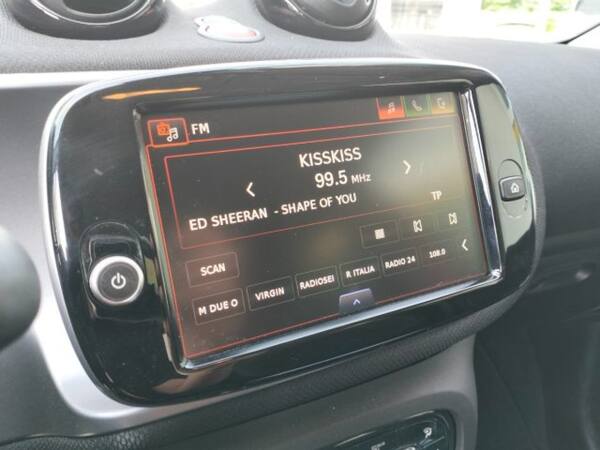 FM
KISSKISS
99.5 MHz
ED SHEERAN - SHAPE OF YOU
TP
SCAN
M DUE O
VIRGIN
RADIOSEI
R ITALIA
RADIO 24
108.0